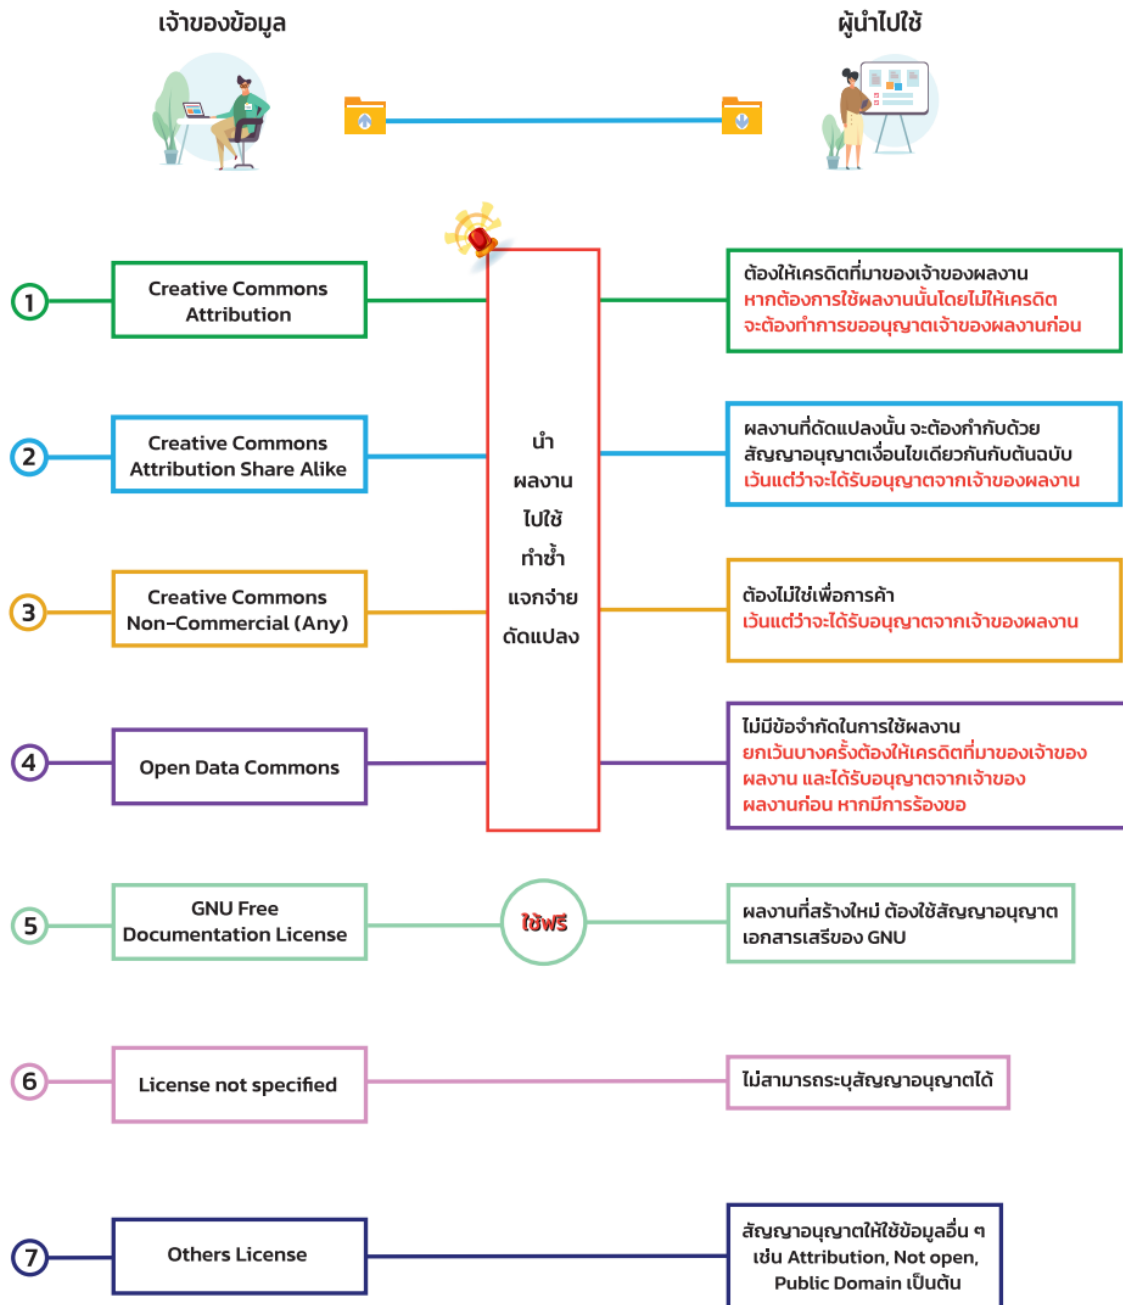 เจ้าของข้อมูล
ผู้นำไปใช้
1
Creative Commons
Attribution
ต้องให้เครดิตที่มาของเจ้าของผลงาน
หากต้องการใช้ผลงานนั้นโดยไม่ให้เครดิต
จะต้องทำการขออนุญาตเจ้าของผลงานก่อน
2
Creative Commons
Attribution Share Alike
นำ
ผลงาน
ไปใช้
ทำซ้ำ
แจกจ่าย
ดัดแปลง
ผลงานที่ดัดแปลงนั้น จะต้องกำกับด้วย
สัญญาอนุญาตเงื่อนไขเดียวกันกับต้นฉบับ
เว้นแต่ว่าจะได้รับอนุญาตจากเจ้าของผลงาน
3
Creative Commons
Non-Commercial (Any)
ต้องไม่ใช่เพื่อการค้า
เว้นแต่ว่าจะได้รับอนุญาตจากเจ้าของผลงาน
4
Open Data Commons
ไม่มีข้อจำกัดในการใช้ผลงาน
ยกเว้นบางครั้งต้องให้เครดิตที่มาของเจ้าของ
ผลงาน และได้รับอนุญาตจากเจ้าของ
ผลงานก่อน หากมีการร้องขอ
5
GNU Free
Documentation License
ใช้ฟรี
ผลงานที่สร้างใหม่ ต้องใช้สัญญาอนุญาต
เอกสารเสรีของ GNU
6
License not specified
ไม่สามารถระบุสัญญาอนุญาตได้
7
Others License
สัญญาอนุญาตให้ใช้ข้อมูลอื่น ๆ
เช่น Attribution, Not open,
Public Domain เป็นต้น